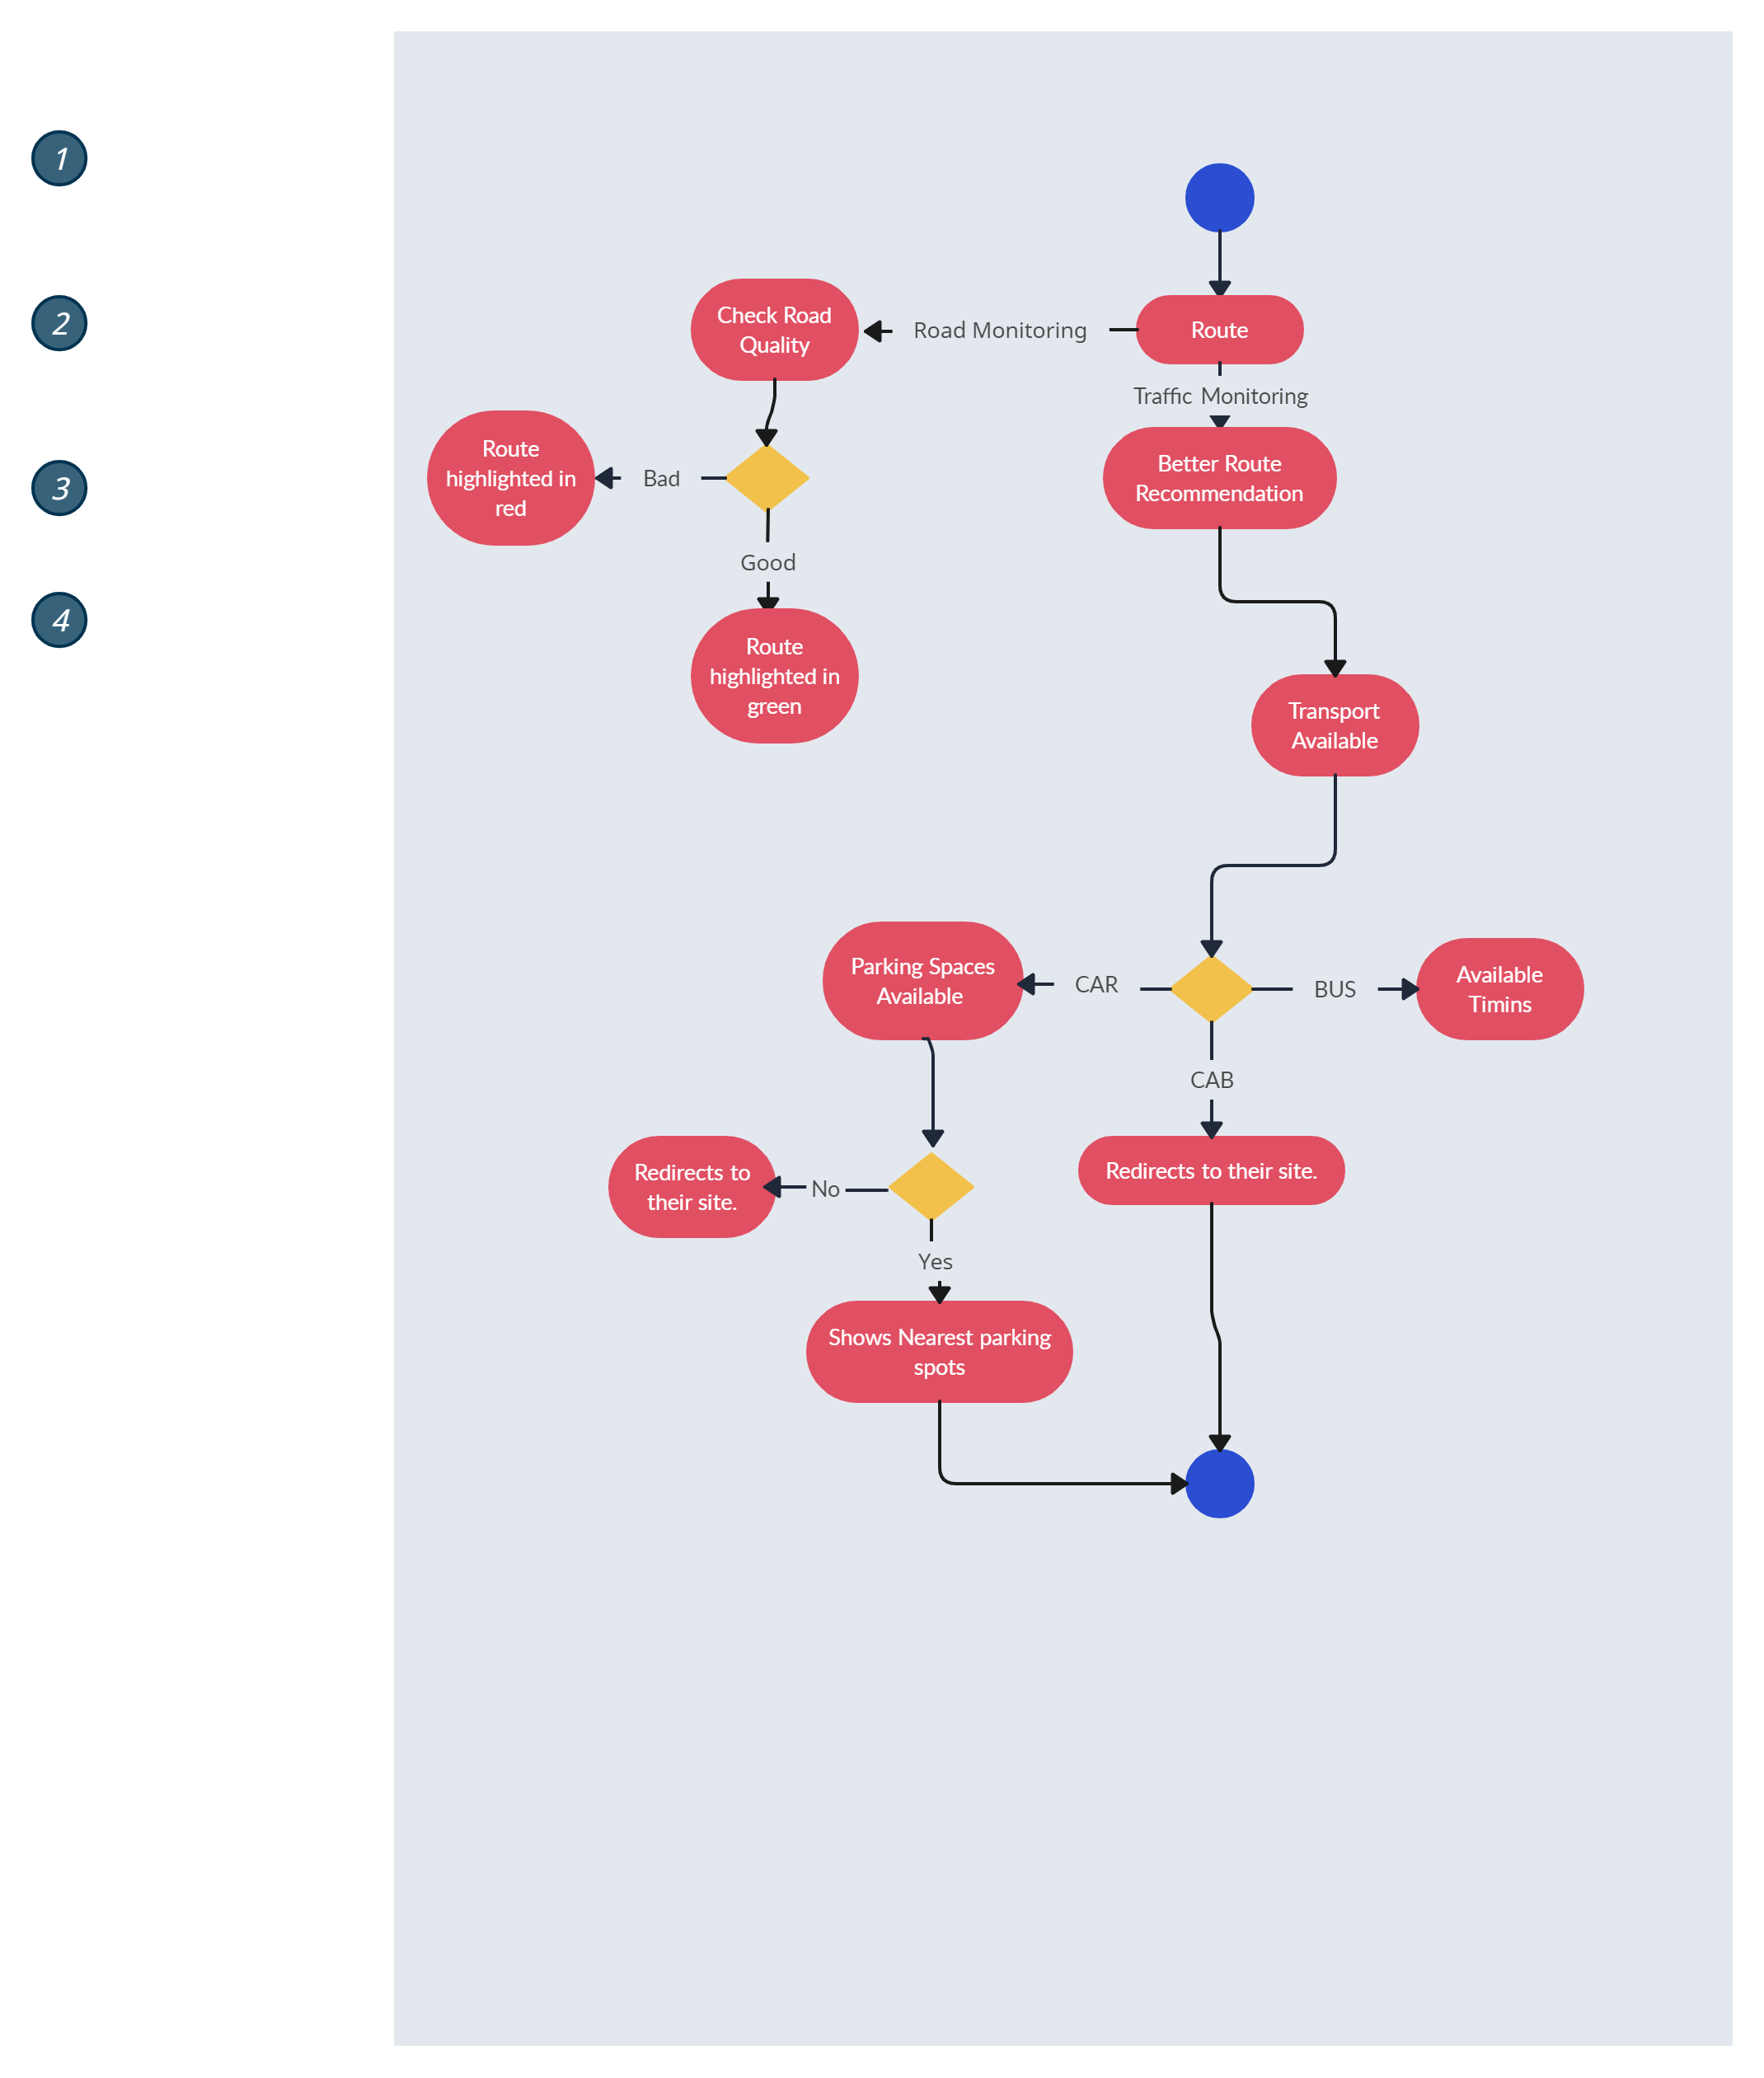 1
2
3
4
Check Road
Quality
Road Monitoring
Route
Traffic Monitoring
Route
highlighted in
red
Bad
Better Route
Recommendation
Good
Route
highlighted in
green
Transport
Available
Parking Spaces
Available
CAR
BUS
Available
Timins
CAB
Redirects to
their site.
No
Redirects to their site.
Yes
Shows Nearest parking
spots